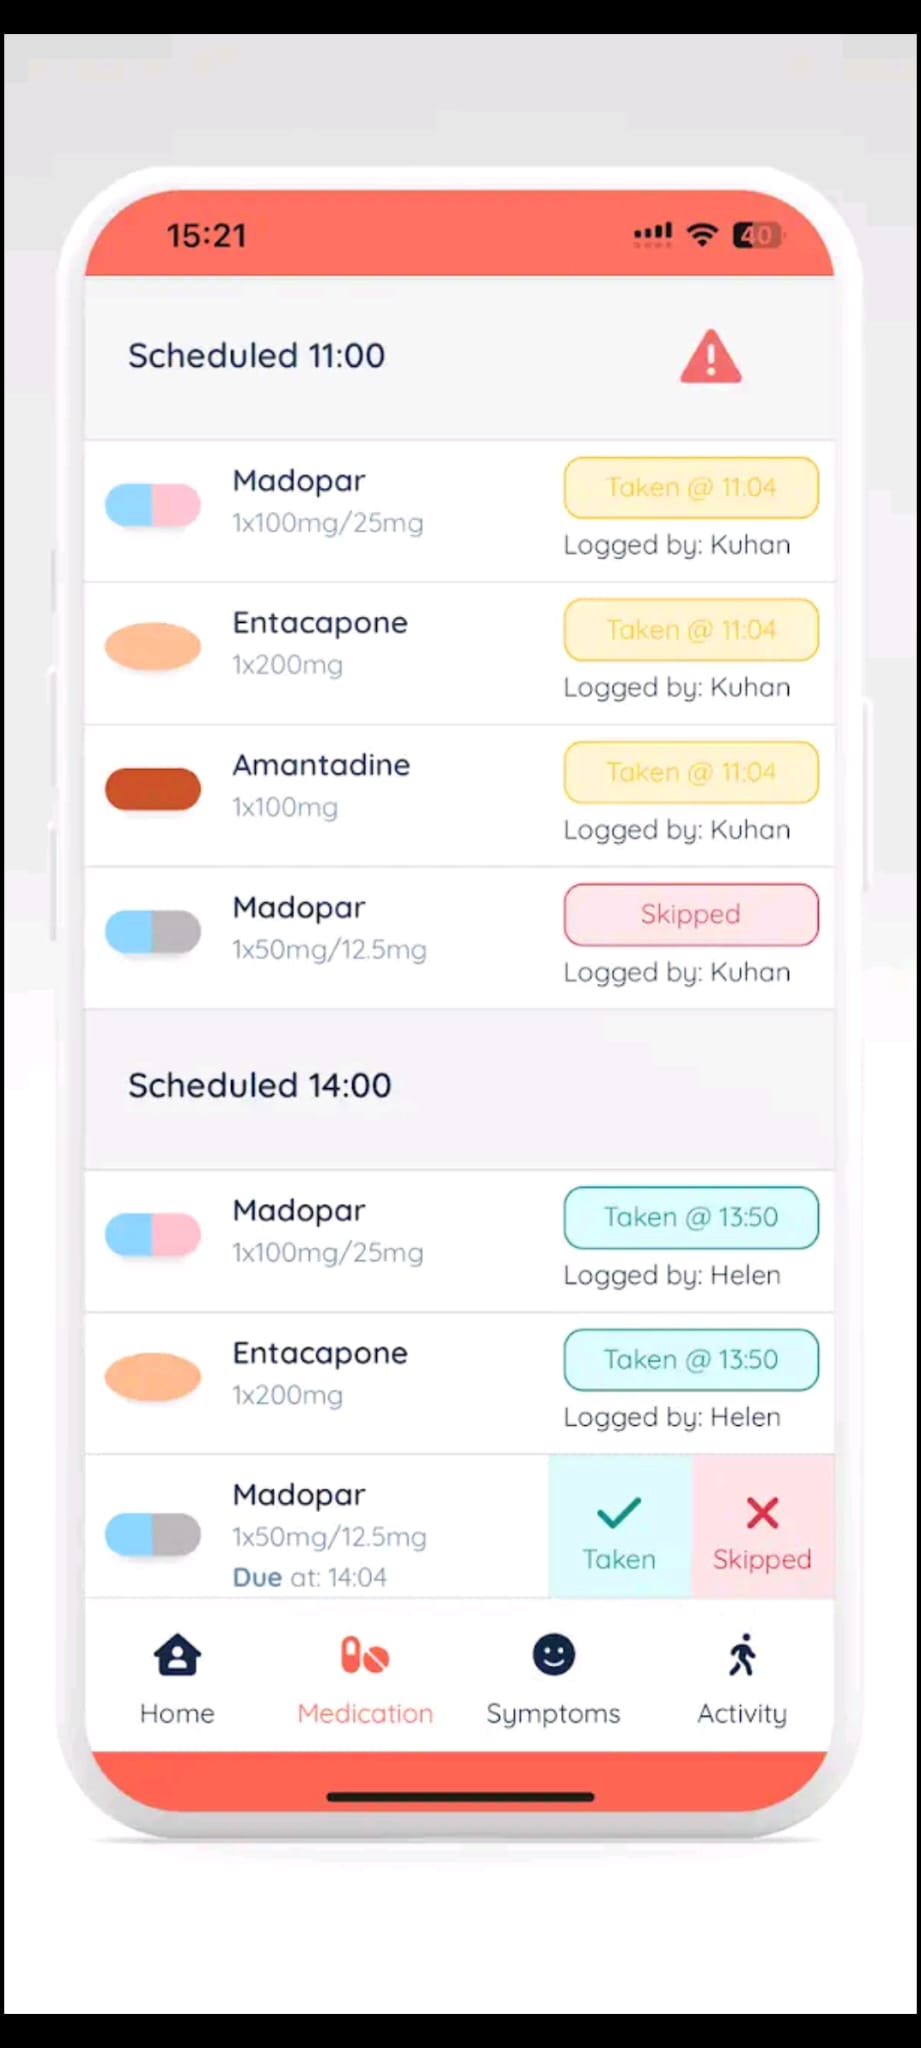 15:21
40
Scheduled 11:00
Madopar
1x100mg/25mg
Taken @ 11:04
Logged by: Kuhan
Entacapone
1x200mg
Taken @ 11:04
Logged by: Kuhan
Amantadine
1x100mg
Taken @ 11:04
Logged by: Kuhan
Madopar
1x50mg/12.5mg
Skipped
Logged by: Kuhan
Scheduled 14:00
Madopar
1x100mg/25mg
Taken @ 13:50
Logged by: Helen
Entacapone
1x200mg
Taken @ 13:50
Logged by: Helen
Madopar
1x50mg/12.5mg
Due at: 14:04
Taken
Skipped
Home
Medication
Symptoms
Activity